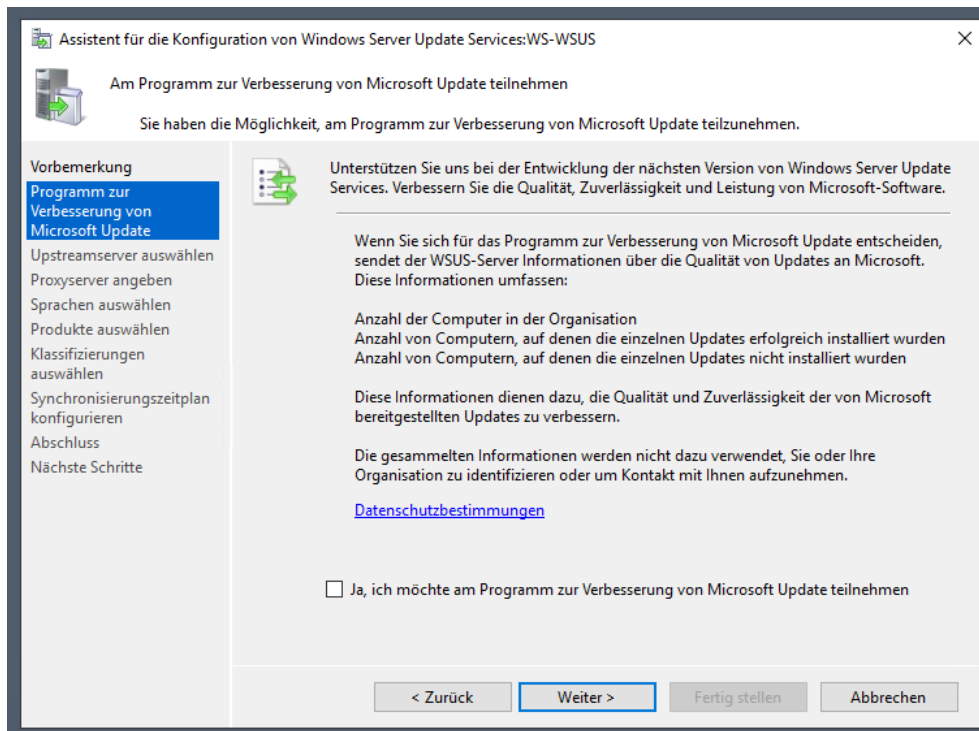 Assistent für die Konfiguration von Windows Server Update Services:WS-WSUS
Am Programm zur Verbesserung von Microsoft Update teilnehmen
Sie haben die Möglichkeit, am Programm zur Verbesserung von Microsoft Update teilzunehmen.
Vorbemerkung
Programm zur
Verbesserung von
Microsoft Update
Upstreamserver auswählen
Proxyserver angeben
Sprachen auswählen
Produkte auswählen
Klassifizierungen
auswählen
Synchronisierungszeitplan
konfigurieren
Abschluss
Nächste Schritte
Unterstützen Sie uns bei der Entwicklung der nächsten Version von Windows Server Update
Services. Verbessern Sie die Qualität, Zuverlässigkeit und Leistung von Microsoft-Software.
Wenn Sie sich für das Programm zur Verbesserung von Microsoft Update entscheiden,
sendet der WSUS-Server Informationen über die Qualität von Updates an Microsoft.
Diese Informationen umfassen:
Anzahl der Computer in der Organisation
Anzahl von Computern, auf denen die einzelnen Updates erfolgreich installiert wurden
Anzahl von Computern, auf denen die einzelnen Updates nicht installiert wurden
Diese Informationen dienen dazu, die Qualität und Zuverlässigkeit der von Microsoft
bereitgestellten Updates zu verbessern.
Die gesammelten Informationen werden nicht dazu verwendet, Sie oder Ihre
Organisation zu identifizieren oder um Kontakt mit Ihnen aufzunehmen.
Datenschutzbestimmungen
Ja, ich möchte am Programm zur Verbesserung von Microsoft Update teilnehmen
< Zurück
Weiter >
Fertig stellen
Abbrechen